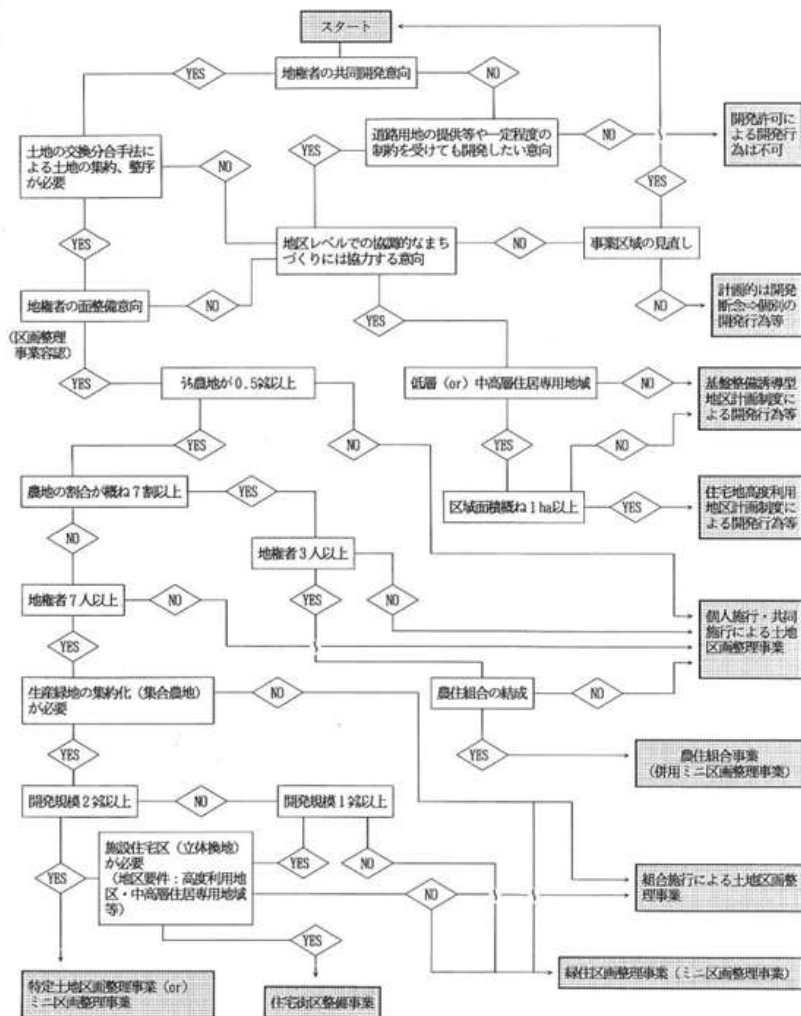 スタート
YES
地権者の共同開発意向
NO
土地の交換分合手法に
よる土地の集約、整序
が必要
NO
YES
道路用地の提供等や一定程度の
制約を受けても開発したい意向
NO
開発許可に
よる開発行
為は不可
YES
YES
地区レベルでの協調的なまち
づくりには協力する意向
NO
事業区域の見直し
地権者の面整備意向
NO
YES
NO
計画的は開発
断念⇒個別の
開発行為等
(区画整理
事業容認)
YES
うち農地が0.5㌶以上
低層(or)中高層住居専用地域
NO
基盤整備誘導型
地区計画制度
による開発行為等
YES
NO
YES
NO
農地の割合が概ね7割以上
YES
区域面積概ね1ha以上
YES
住宅地高度利用
地区計画制度に
よる開発行為等
NO
地権者3人以上
地権者7人以上
NO
YES
NO
個人施行・共同
施行による土地
区画整理事業
YES
生産緑地の集約化(集合農地)
が必要
NO
農住組合の結成
NO
YES
YES
農住組合事業
(併用ミニ区画整理事業)
開発規模2㌶以上
NO
開発規模1㌶以上
施設住宅区(立体換地)
が必要
(地区要件:高度利用地
区・中高層住居専用地域
等)
YES
NO
YES
NO
組合施行による土地区画整
理事業
YES
NO
緑住区画整理事業(ミニ区画整理事業)
特定土地区画整理事業(or)
ミニ区画整理事業
住宅街区整備事業